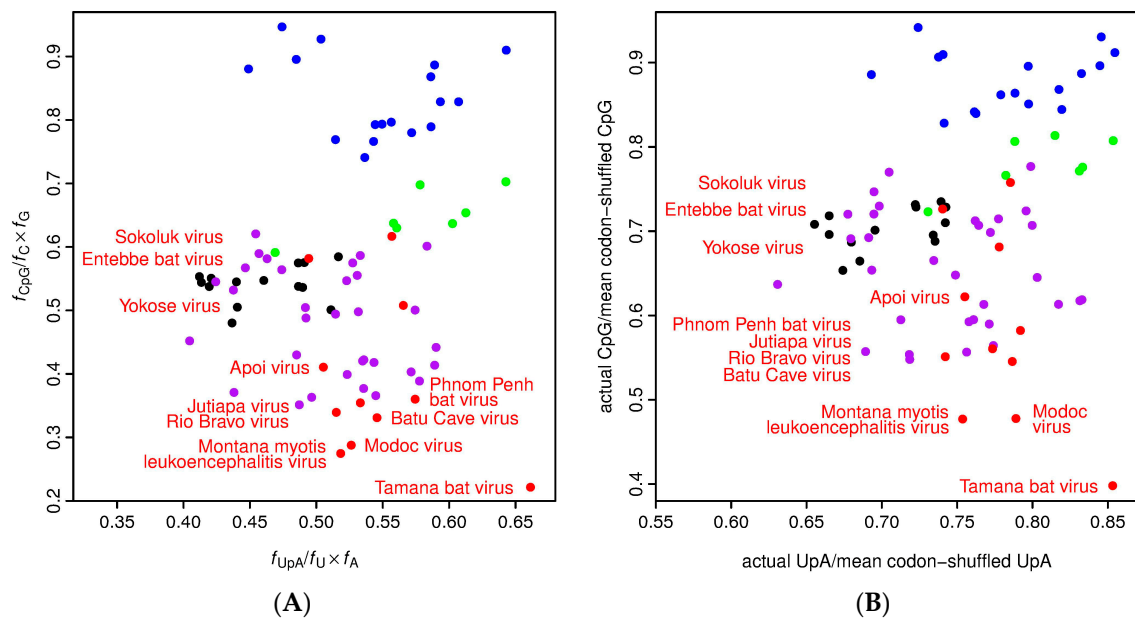 0.9
0.8
0.7
0.6
0.5
0.4
0.3
0.2
fCpG/fC × fG
Sokoluk virus
Entebbe bat virus
Yokose virus
Apoi virus
Phnom Penh
bat virus
Jutiapa virus
Rio Bravo virus
Batu Cave virus
Montana myotis
leukoencephalitis virus
Modoc virus
Tamana bat virus
0.35 0.40 0.45 0.50 0.55 0.60 0.65
fUpA/fU × fA
(A)
0.9
0.8
0.7
0.6
0.5
0.4
actual CpG/mean codon−shuffled CpG
Sokoluk virus
Entebbe bat virus
Yokose virus
Apoi virus
Phnom Penh bat virus
Jutiapa virus
Rio Bravo virus
Batu Cave virus
Montana myotis
leukoencephalitis virus
Modoc
virus
Tamana bat virus
0.55 0.60 0.70 0.75 0.80 0.85
actual UpA/mean codon−shuffled UpA
(B)